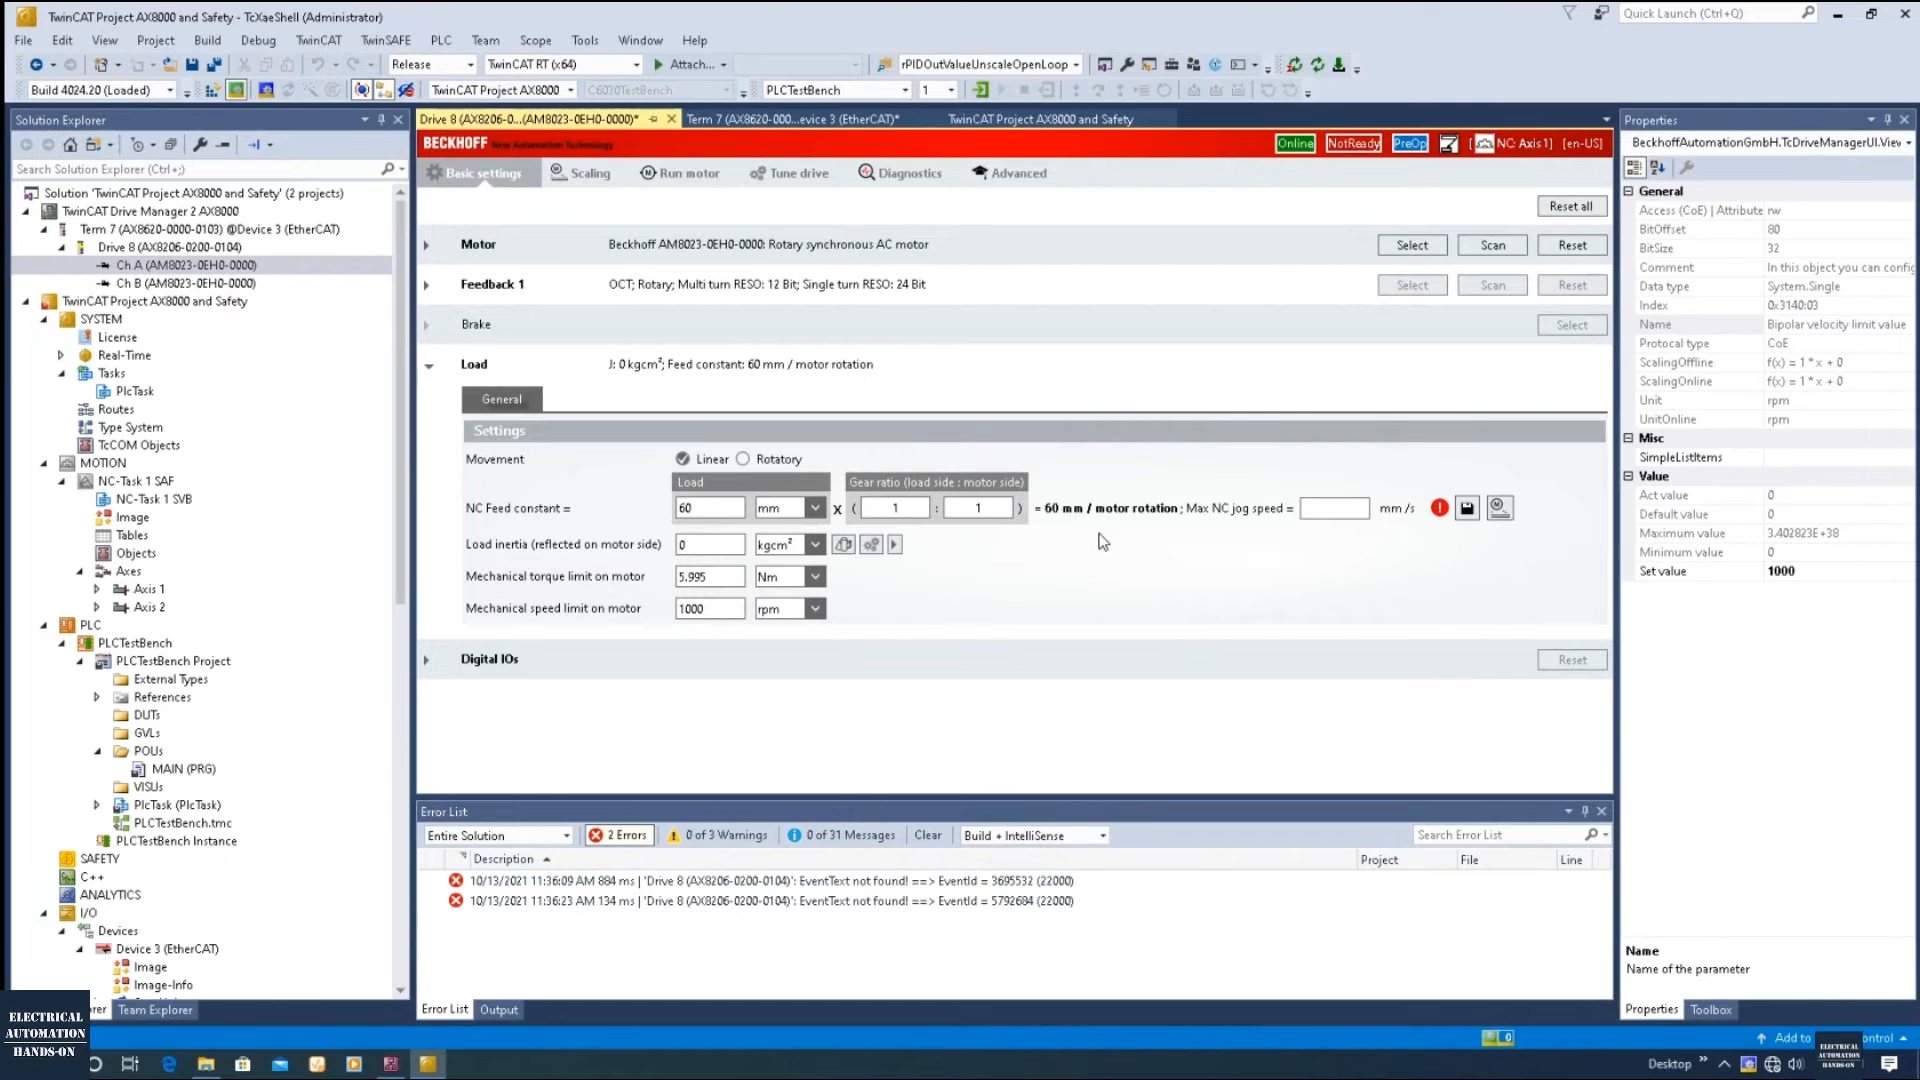 TwinCAT Project AX8000 and Safety - TcXaeShell (Administrator)
Quick Launch (Ctrl+Q)
File Edit View Project Build Debug TwinCAT TwinSAFE PLC Team Scope Tools Window Help
Release TwinCAT RT (x64) Attach... rPIDOutValueUnscaleOpenLoop
Build 4024.20 (Loaded) TwinCAT Project AX8000 C6030TestBench PLCTestBench 1
Solution Explorer
Search Solution Explorer (Ctrl+;)
Solution 'TwinCAT Project AX8000 and Safety' (2 projects)
TwinCAT Drive Manager 2 AX8000
Term 7 (AX8620-0000-0103) @Device 3 (EtherCAT)
Drive 8 (AX8206-0200-0104)
Ch A (AM8023-0EH0-0000)
Ch B (AM8023-0EH0-0000)
TwinCAT Project AX8000 and Safety
SYSTEM
License
Real-Time
Tasks
PlcTask
Routes
Type System
TcCOM Objects
MOTION
NC-Task 1 SAF
NC-Task 1 SVB
Image
Tables
Objects
Axes
Axis 1
Axis 2
PLC
PLCTestBench
PLCTestBench Project
External Types
References
DUTs
GVLs
POUs
MAIN (PRG)
VISUs
PlcTask (PlcTask)
PLCTestBench.tmc
PLCTestBench Instance
SAFETY
C++
ANALYTICS
I/O
Devices
Device 3 (EtherCAT)
Image
Image-Info
Team Explorer
Drive 8 (AX8206-0...(AM8023-0EH0-0000)* Term 7 (AX8620-000...evice 3 (EtherCAT)* TwinCAT Project AX8000 and Safety
BECKHOFF New Automation Technology
Online NotReady PreOp [ NC: Axis1] [en-US]
Basic settings Scaling Run motor Tune drive Diagnostics Advanced
Reset all
Motor Beckhoff AM8023-0EH0-0000: Rotary synchronous AC motor Select Scan Reset
Feedback 1 OCT; Rotary; Multi turn RESO: 12 Bit; Single turn RESO: 24 Bit Select Scan Reset
Brake Select
Load J: 0 kgcm²; Feed constant: 60 mm / motor rotation
General
Settings
Movement Linear Rotatory
Load Gear ratio (load side : motor side)
NC Feed constant = 60 mm x ( 1 : 1 ) = 60 mm / motor rotation ; Max NC jog speed = mm /s
Load inertia (reflected on motor side) 0 kgcm²
Mechanical torque limit on motor 5.995 Nm
Mechanical speed limit on motor 1000 rpm
Digital IOs Reset
Error List
Entire Solution 2 Errors 0 of 3 Warnings 0 of 31 Messages Clear Build + IntelliSense Search Error List
Description Project File Line
10/13/2021 11:36:09 AM 884 ms | 'Drive 8 (AX8206-0200-0104)': EventText not found! ==> EventId = 3695532 (22000)
10/13/2021 11:36:23 AM 134 ms | 'Drive 8 (AX8206-0200-0104)': EventText not found! ==> EventId = 5792684 (22000)
Error List Output
Properties
BeckhoffAutomationGmbH.TcDriveManagerUI.View
General
Access (CoE) | Attribute rw
BitOffset 80
BitSize 32
Comment In this object you can config
Data type System.Single
Index 0x3140:03
Name Bipolar velocity limit value
Protocal type CoE
ScalingOffline f(x) = 1 * x + 0
ScalingOnline f(x) = 1 * x + 0
Unit rpm
UnitOnline rpm
Misc
SimpleListItems
Value
Act value 0
Default value 0
Maximum value 3.402823E+38
Minimum value 0
Set value 1000
Name
Name of the parameter
Properties Toolbox
0
Add to
ELECTRICAL
AUTOMATION
HANDS-ON
Desktop
ELECTRICAL
AUTOMATION
HANDS-ON